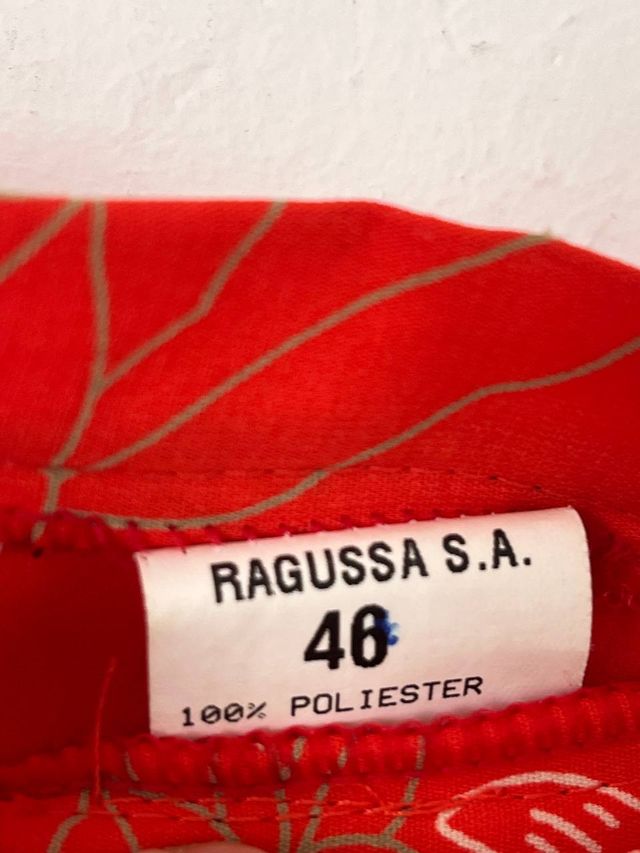 RAGUSSA S.A.
46
100% POLIESTER